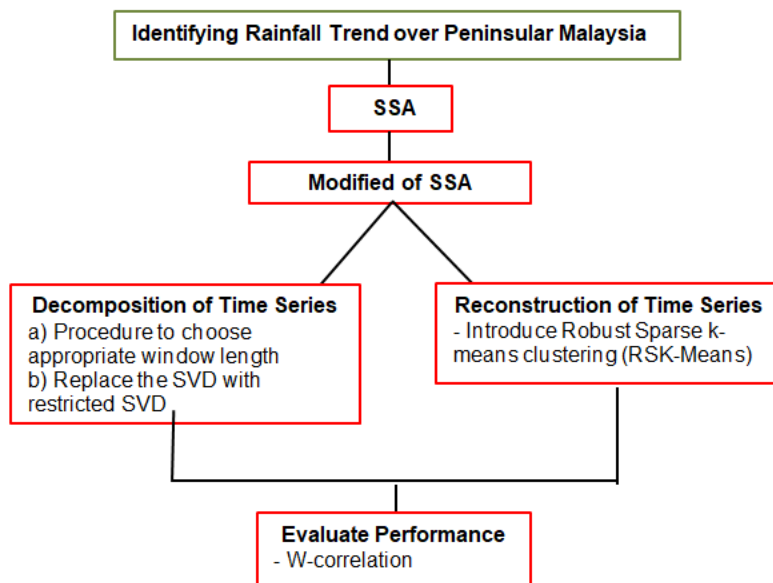 Identifying Rainfall Trend over Peninsular Malaysia
SSA
Modified of SSA
Decomposition of Time Series
a) Procedure to choose
appropriate window length
b) Replace the SVD with
restricted SVD
Reconstruction of Time Series
- Introduce Robust Sparse k-
means clustering (RSK-Means)
Evaluate Performance
- W-correlation